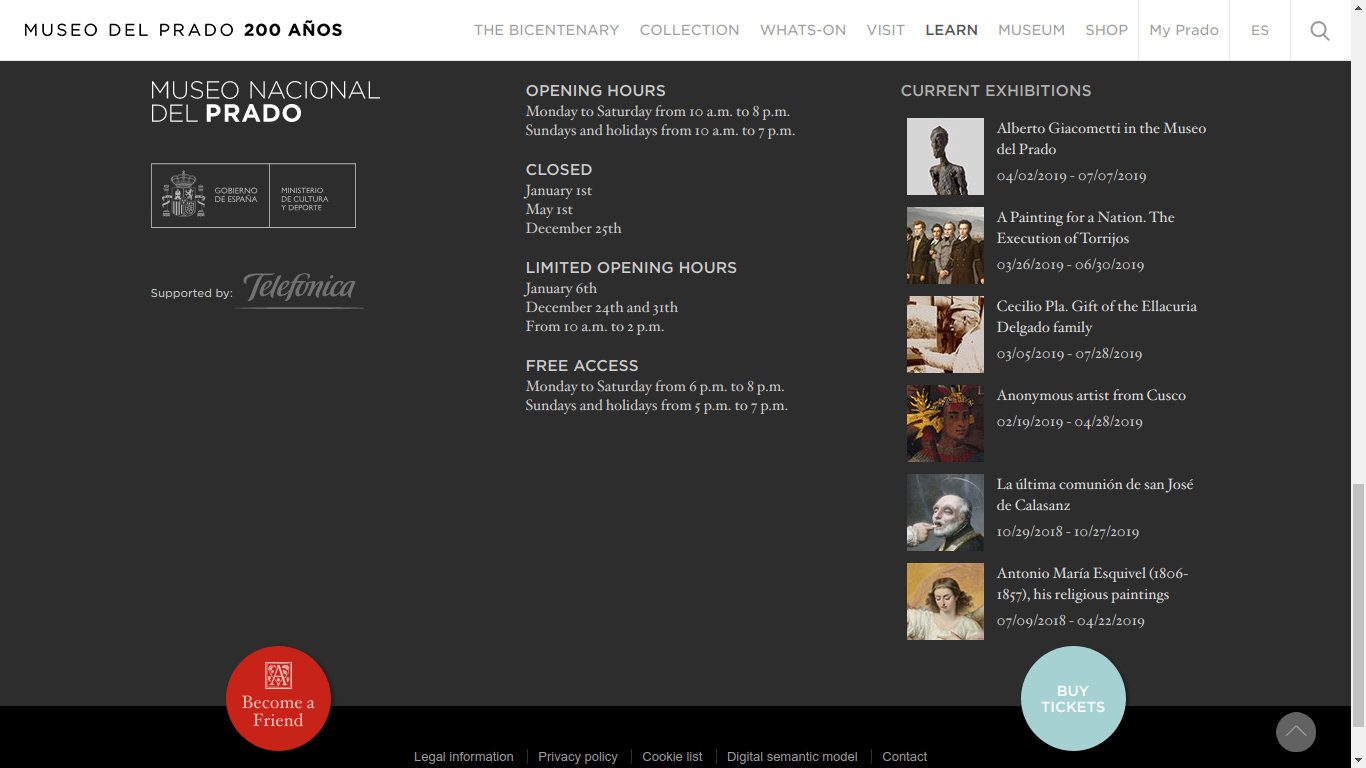 MUSEO DEL PRADO 200 AÑOS
THE BICENTENARY
COLLECTION
WHATS-ON
VISIT
LEARN
MUSEUM
SHOP
My Prado
ES
MUSEO NACIONAL
DEL PRADO
GOBIERNO
DE ESPAÑA
MINISTERIO
DE CULTURA
Y DEPORTE
Supported by:
Telefónica
OPENING HOURS
Monday to Saturday from 10 a.m. to 8 p.m.
Sundays and holidays from 10 a.m. to 7 p.m.
CLOSED
January 1st
May 1st
December 25th
LIMITED OPENING HOURS
January 6th
December 24th and 31th
From 10 a.m. to 2 p.m.
FREE ACCESS
Monday to Saturday from 6 p.m. to 8 p.m.
Sundays and holidays from 5 p.m. to 7 p.m.
CURRENT EXHIBITIONS
Alberto Giacometti in the Museo
del Prado
04/02/2019 - 07/07/2019
A Painting for a Nation. The
Execution of Torrijos
03/26/2019 - 06/30/2019
Cecilio Pla. Gift of the Ellacuria
Delgado family
03/05/2019 - 07/28/2019
Anonymous artist from Cusco
02/19/2019 - 04/28/2019
La última comunión de san José
de Calasanz
10/29/2018 - 10/27/2019
Antonio María Esquivel (1806-
1857), his religious paintings
07/09/2018 - 04/22/2019
A
Become a
Friend
BUY
TICKETS
Legal information
Privacy policy
Cookie list
Digital semantic model
Contact